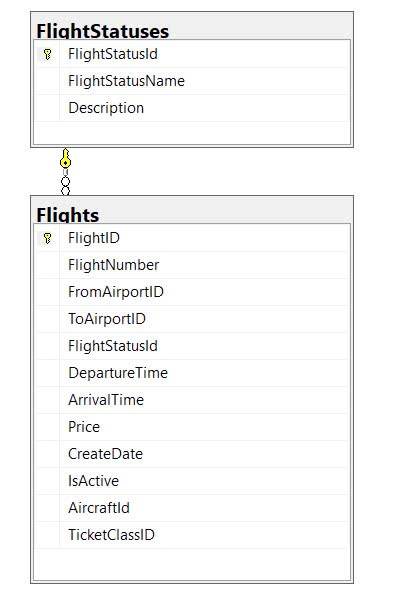 FlightStatuses
FlightStatusId
FlightStatusName
Description
Flights
FlightID
FlightNumber
FromAirportID
ToAirportID
FlightStatusId
DepartureTime
ArrivalTime
Price
CreateDate
IsActive
AircraftId
TicketClassID